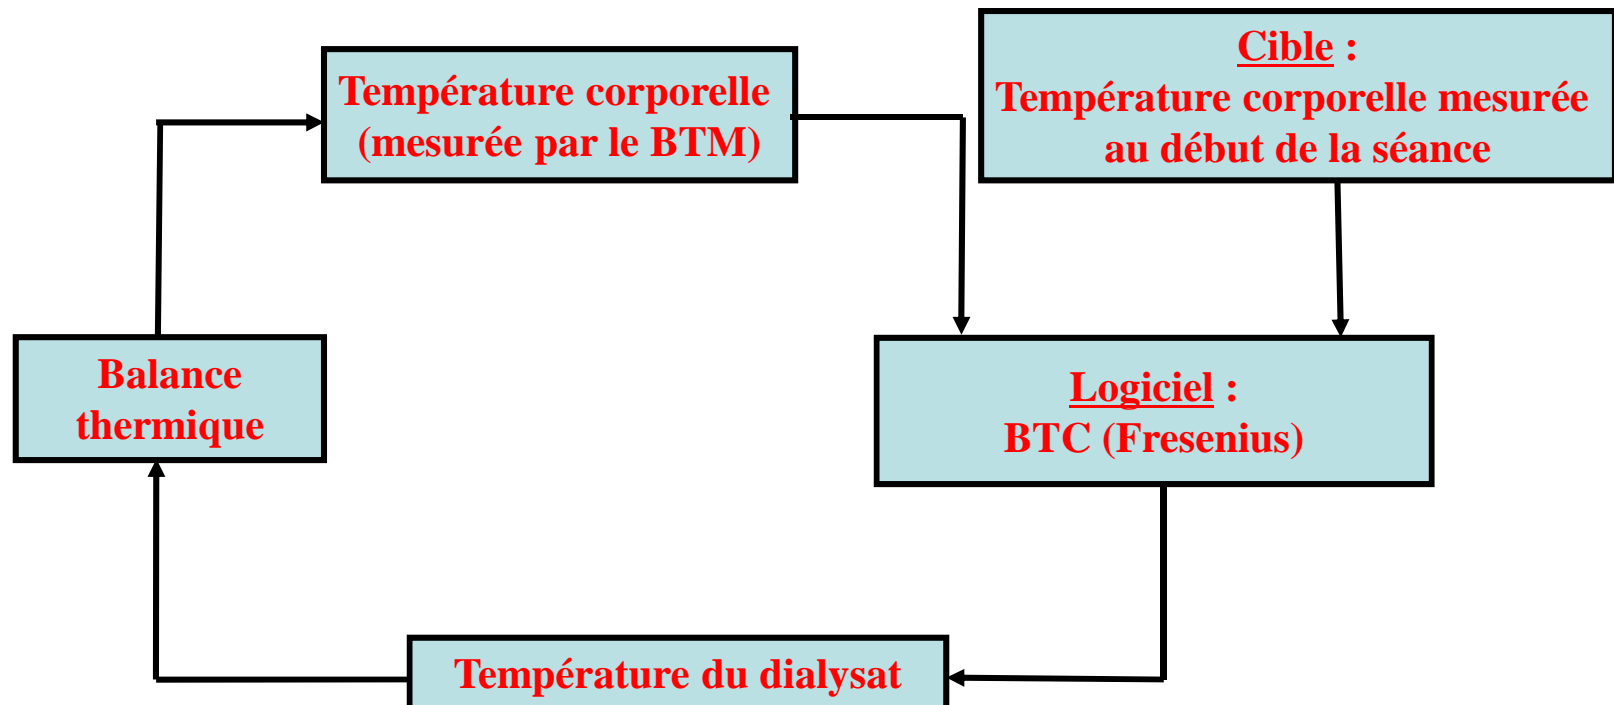 Cible :
Température corporelle mesurée
au début de la séance
Température corporelle
(mesurée par le BTM)
Balance
thermique
Logiciel :
BTC (Fresenius)
Température du dialysat